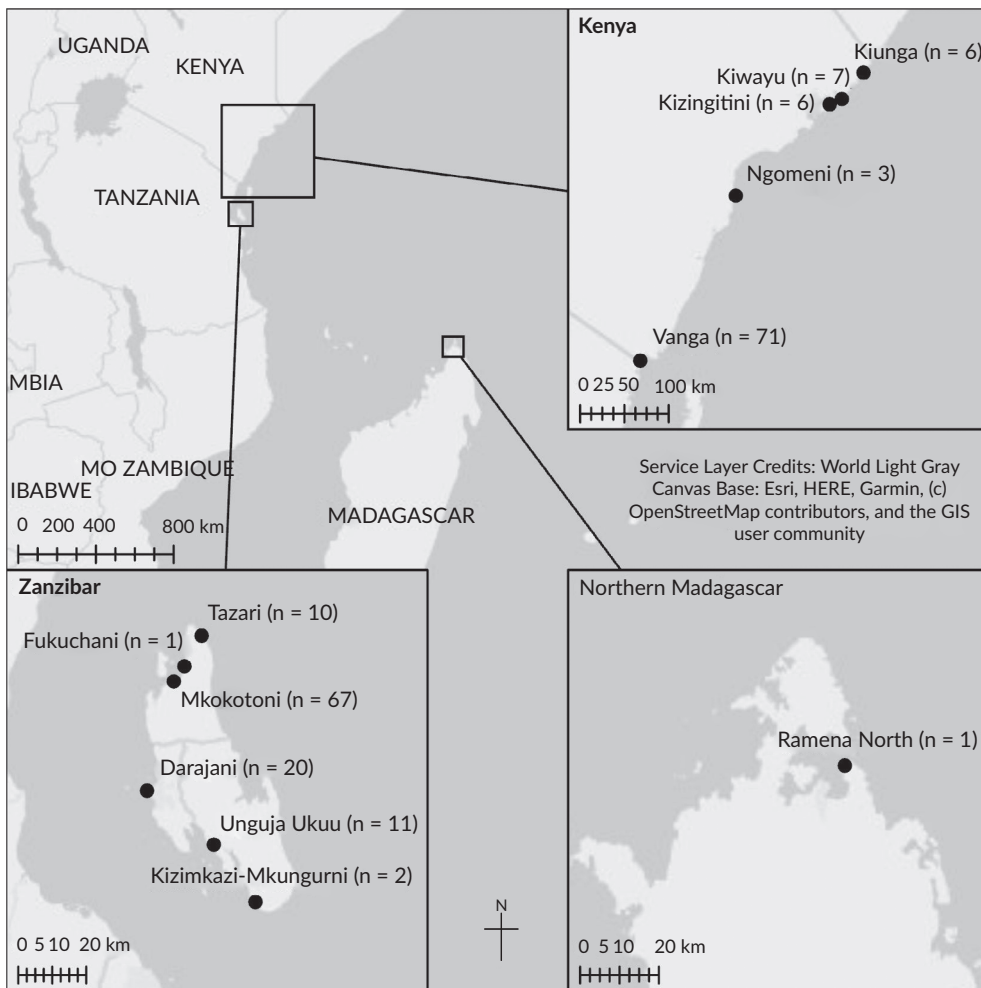 UGANDA
KENYA
TANZANIA
MBIA
MO ZAMBIQUE
IBABWE
MADAGASCAR
0 200 400 800 km
Kenya
Kiunga (n = 6)
Kiwayu (n = 7)
Kizingitini (n = 6)
Ngomeni (n = 3)
Vanga (n = 71)
0 25 50 100 km
Service Layer Credits: World Light Gray
Canvas Base: Esri, HERE, Garmin, (c)
OpenStreetMap contributors, and the GIS
user community
Zanzibar
Tazari (n = 10)
Fukuchani (n = 1)
Mkokotoni (n = 67)
Darajani (n = 20)
Unguja Ukuu (n = 11)
Kizimkazi-Mkungurni (n = 2)
0 5 10 20 km
N
Northern Madagascar
Ramena North (n = 1)
0 5 10 20 km